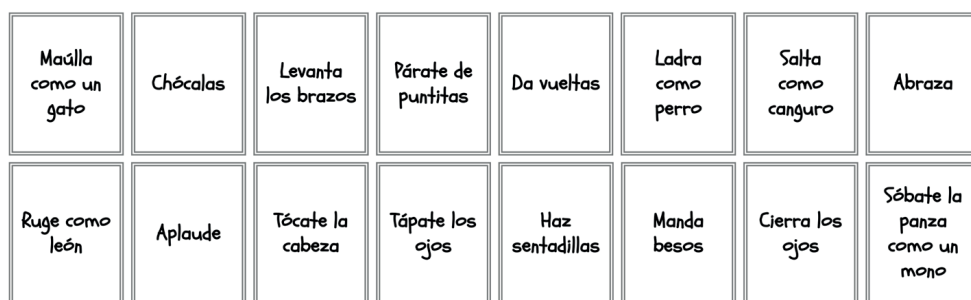 Maúlla
como un
gato
Chócalas
Levanta
los brazos
Párate de
puntitas
Da vueltas
Ladra
como
perro
Salta
como
canguro
Abraza
Ruge como
león
Aplaude
Tócate la
cabeza
Tápate los
ojos
Haz
sentadillas
Manda
besos
Cierra los
ojos
Sóbate la
panza
como un
mono